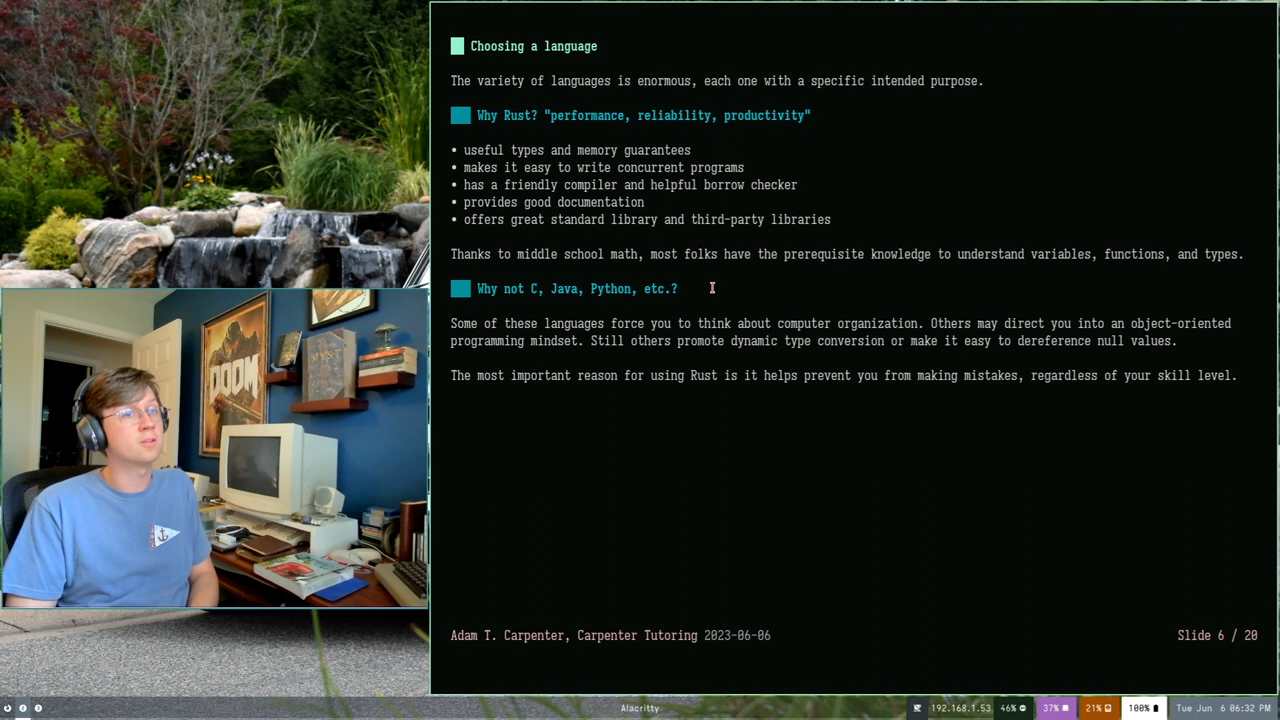 Choosing a language
The variety of languages is enormous, each one with a specific intended purpose.
Why Rust? "performance, reliability, productivity"
• useful types and memory guarantees
• makes it easy to write concurrent programs
• has a friendly compiler and helpful borrow checker
• provides good documentation
• offers great standard library and third-party libraries
Thanks to middle school math, most folks have the prerequisite knowledge to understand variables, functions, and types.
Why not C, Java, Python, etc.?
Some of these languages force you to think about computer organization. Others may direct you into an object-oriented
programming mindset. Still others promote dynamic type conversion or make it easy to dereference null values.
The most important reason for using Rust is it helps prevent you from making mistakes, regardless of your skill level.
DOOM
Adam T. Carpenter, Carpenter Tutoring 2023-06-06
Slide 6 / 20
Alacritty
192.168.1.53 46% 37% 21% 100% Tue Jun 6 06:32 PM